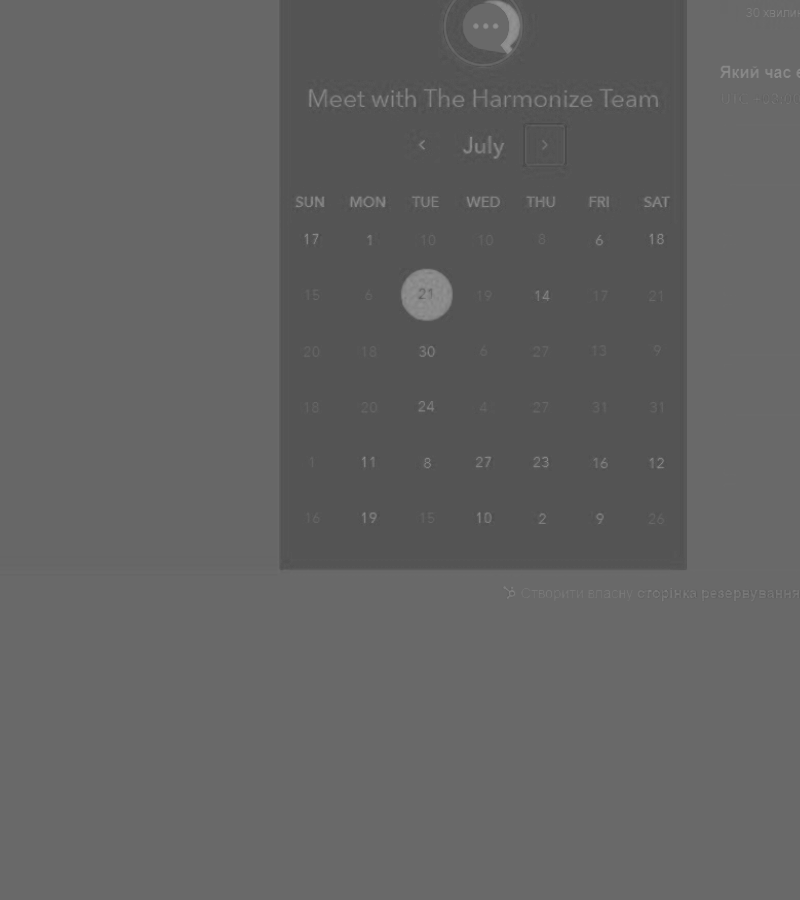 30 хвилин
Який час
Meet with The Harmonize Team
July
SUN MON TUE WED THU FRI SAT
17 1 10 10 8 6 18
15 6 21 19 14 17 21
20 18 30 6 27 13 9
18 20 24 4 27 31 31
1 11 8 27 23 16 12
16 19 15 10 2 9 26
Створити власну сторінка резервування